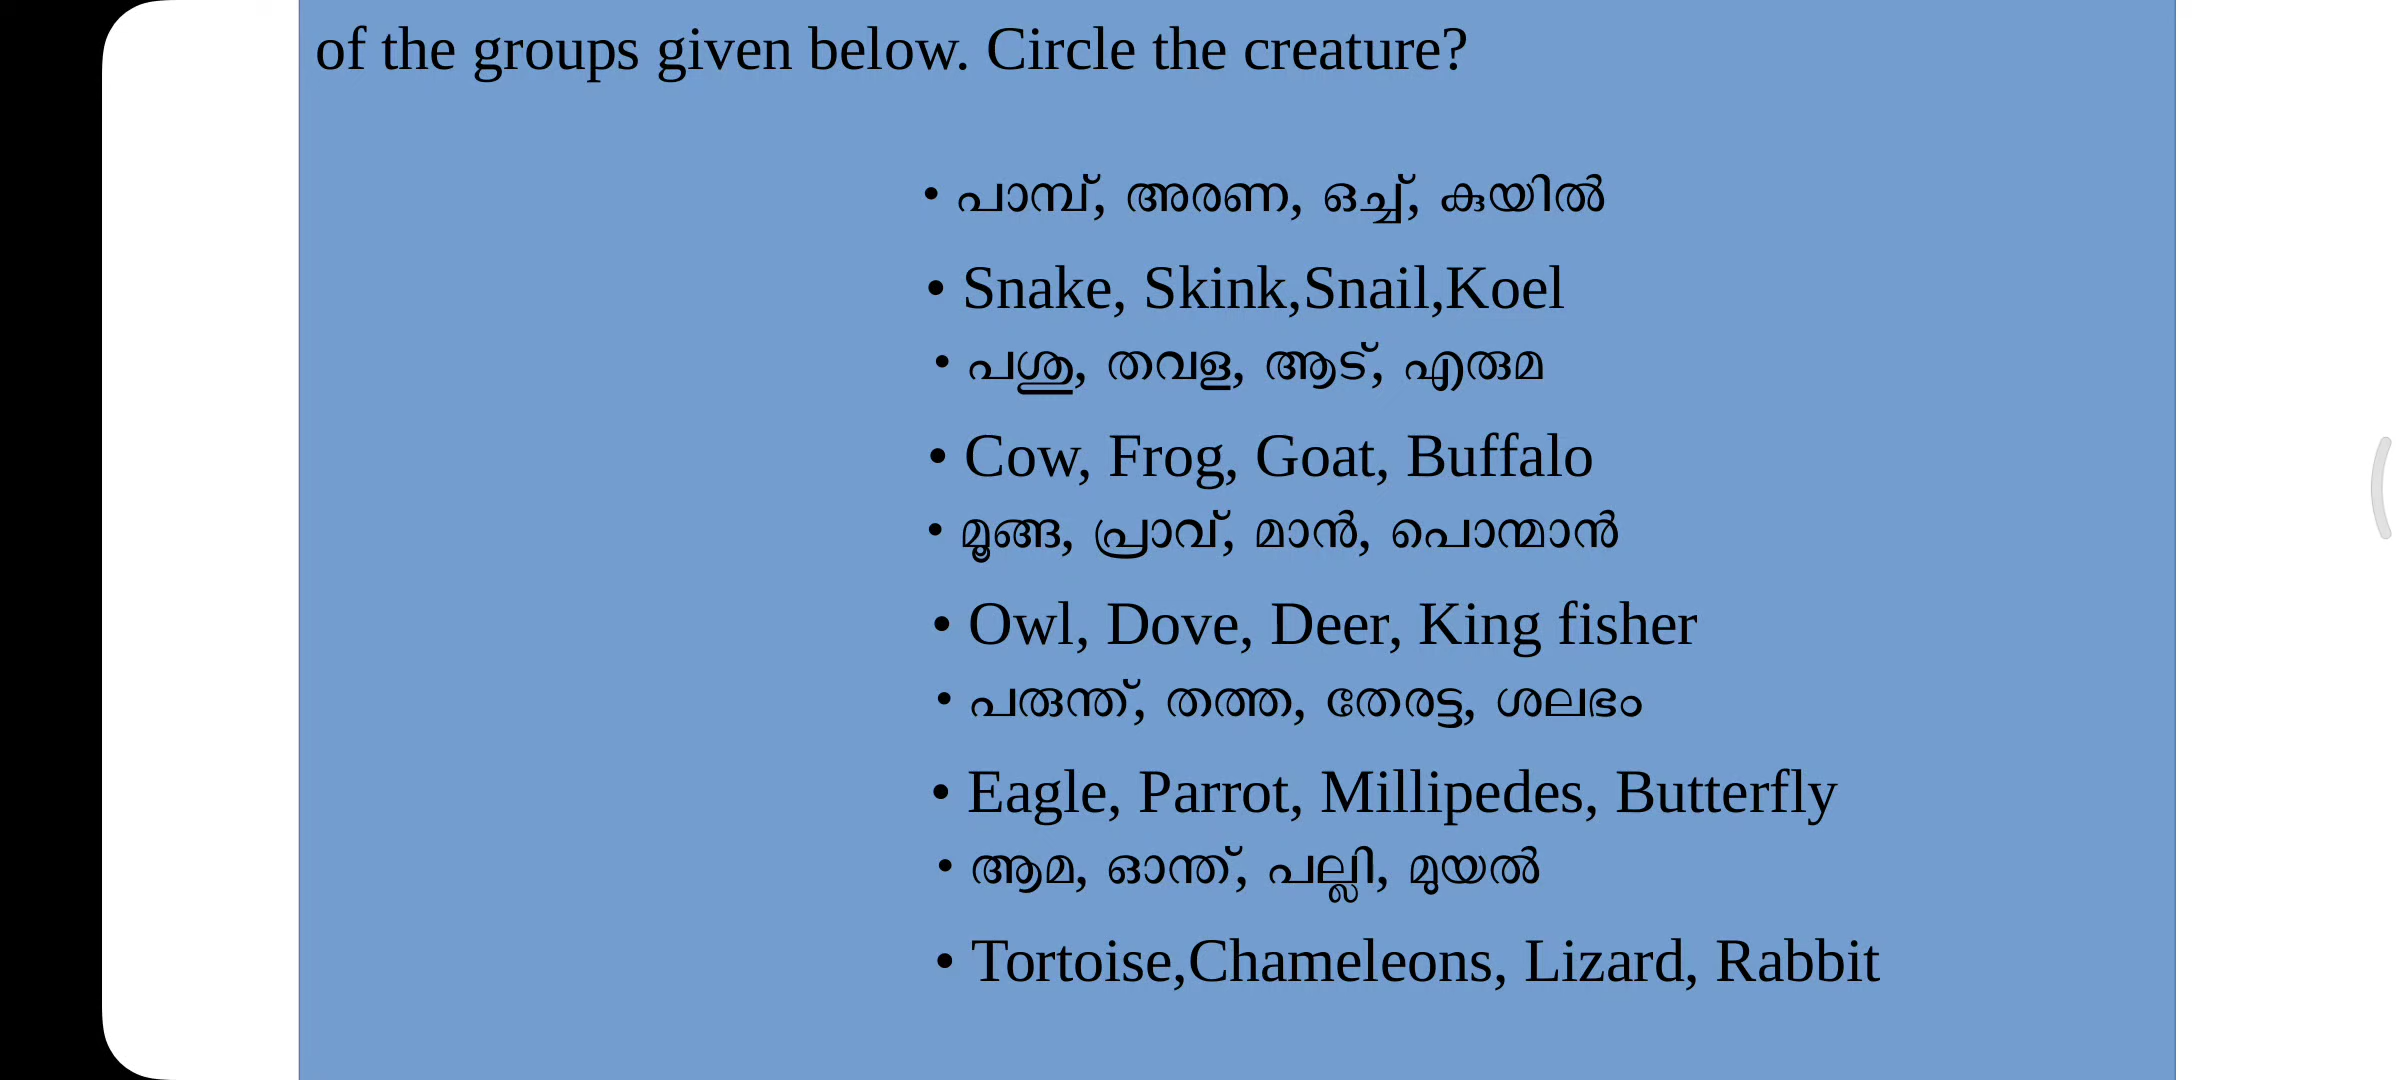 of the groups given below. Circle the creature?
• പാമ്പ്, അരണ, ഒച്ച്, കുയിൽ
• Snake, Skink,Snail,Koel
• പശു, തവള, ആട്, എരുമ
• Cow, Frog, Goat, Buffalo
• മൂങ്ങ, പ്രാവ്, മാൻ, പൊന്മാൻ
• Owl, Dove, Deer, King fisher
• പരുന്ത്, തത്ത, തേരട്ട, ശലഭം
• Eagle, Parrot, Millipedes, Butterfly
• ആമ, ഓന്ത്, പല്ലി, മുയൽ
• Tortoise,Chameleons, Lizard, Rabbit